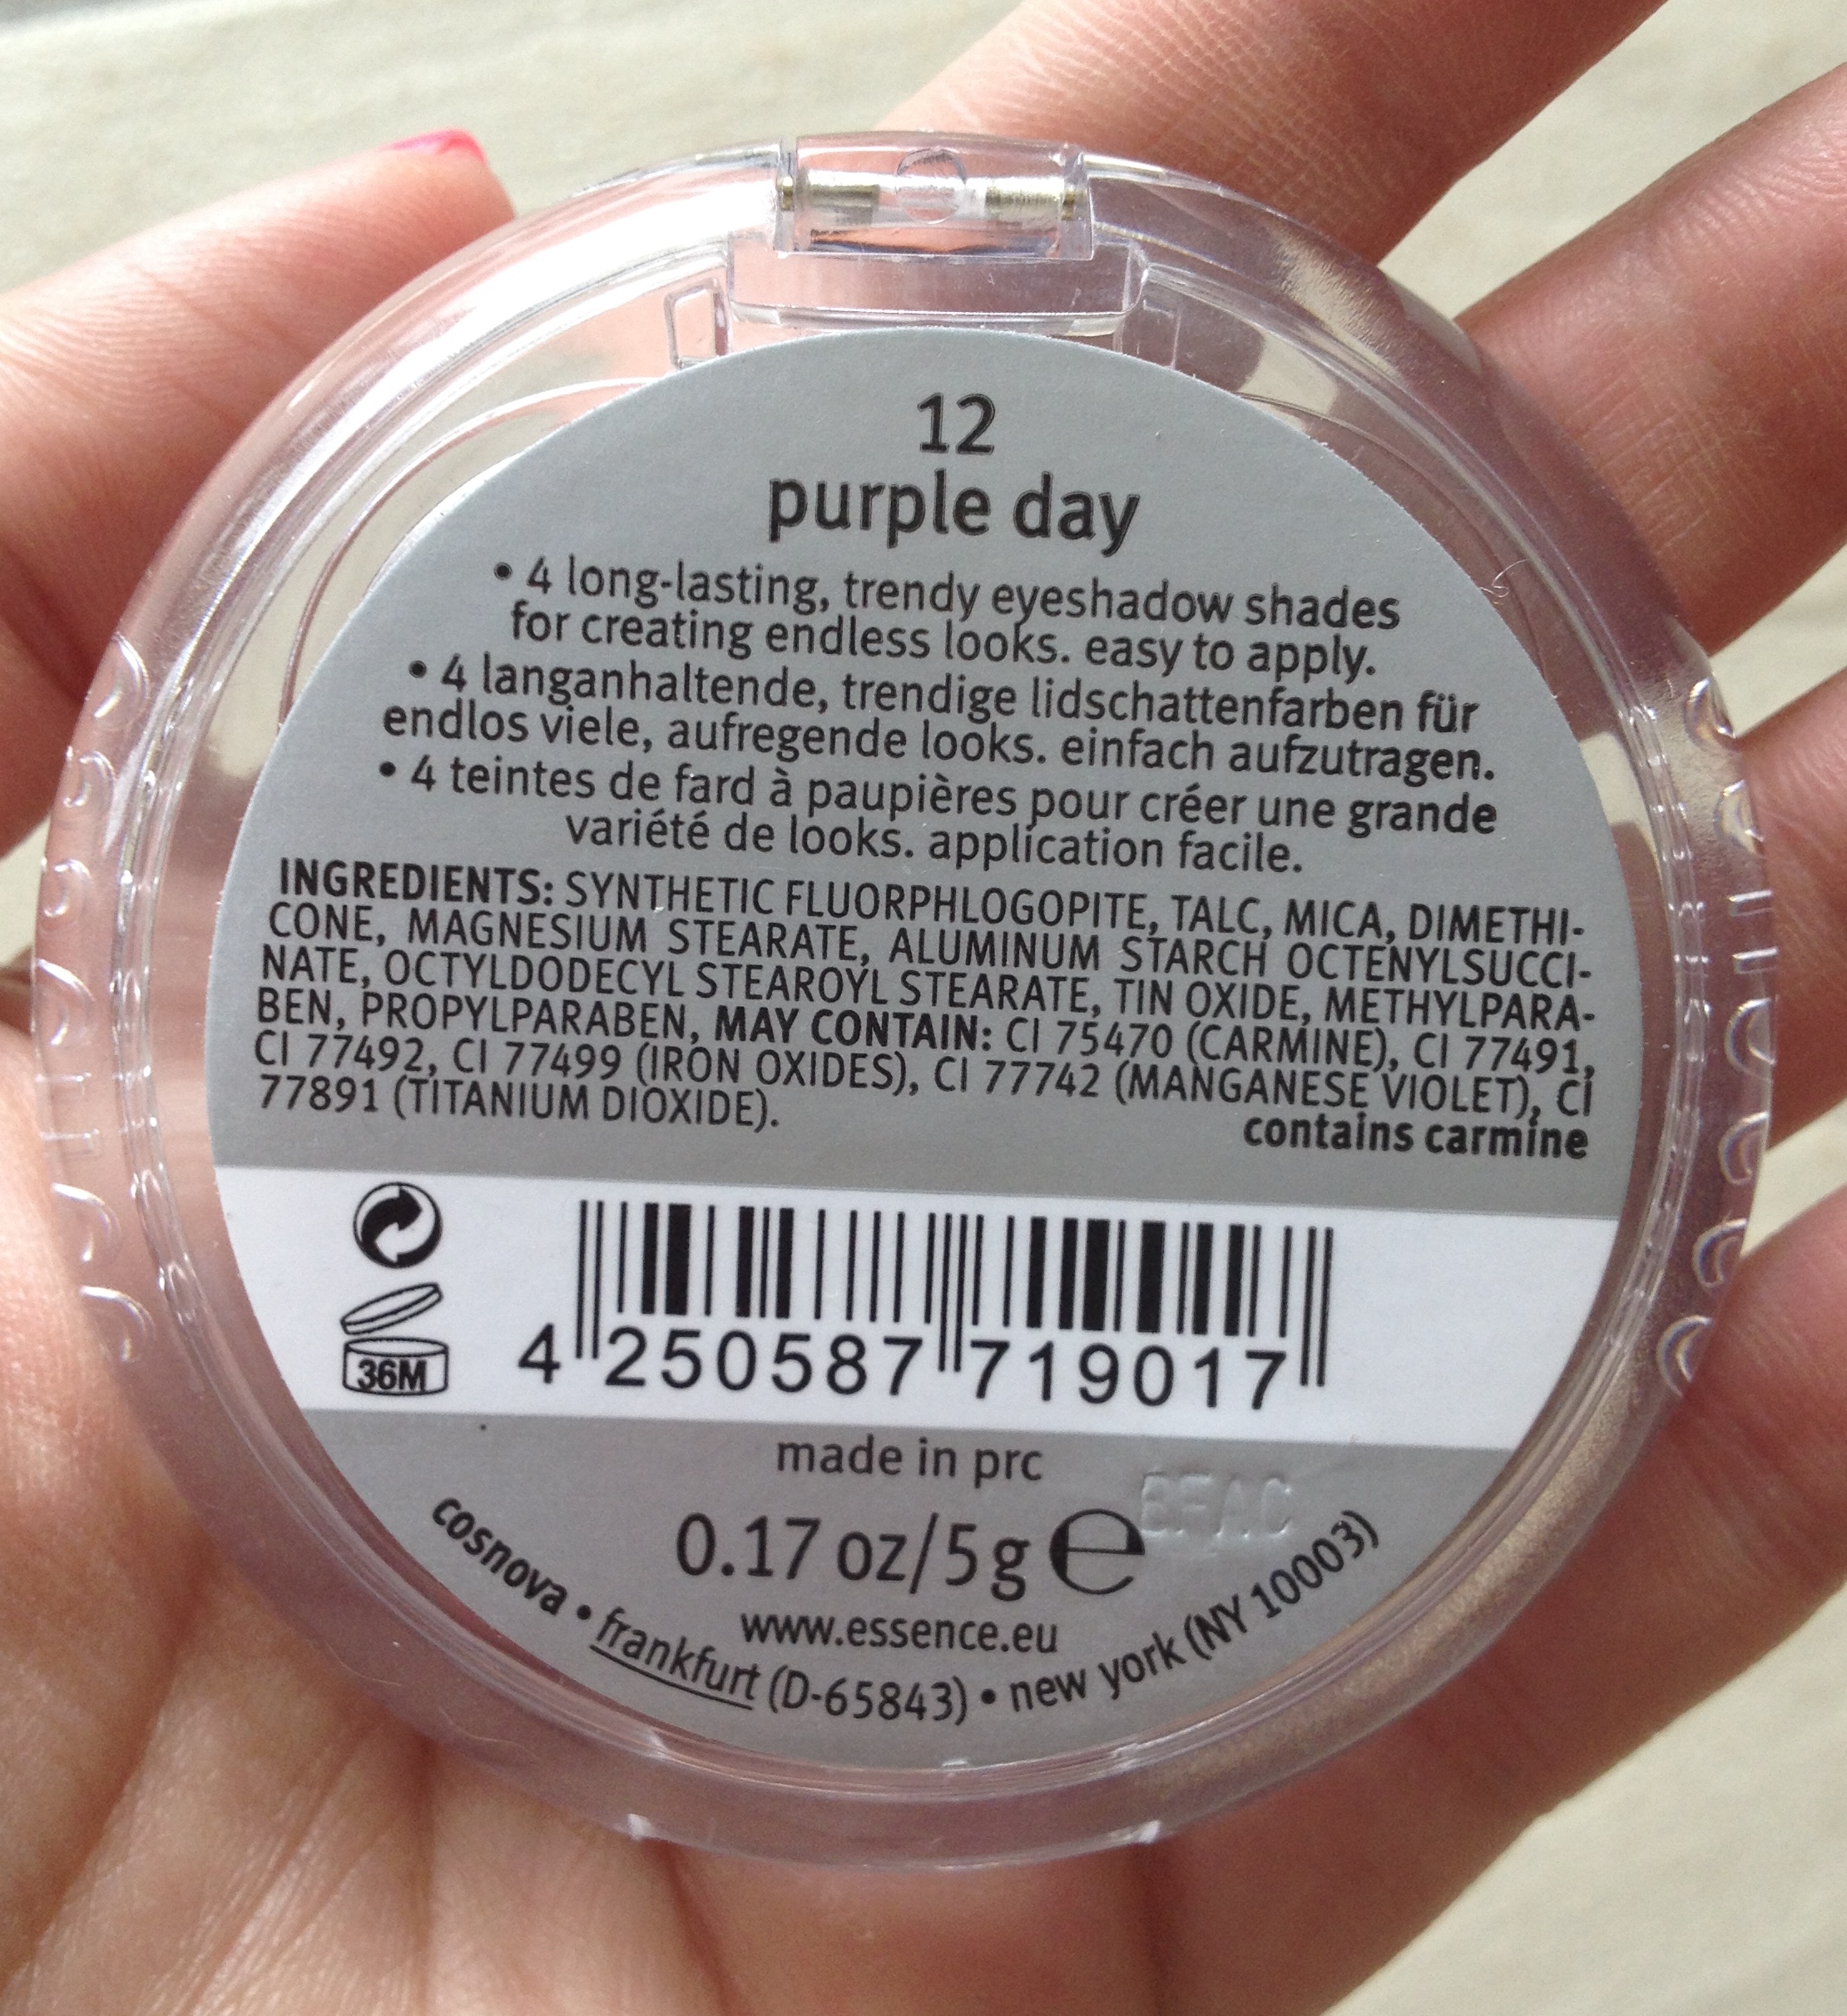 12
purple day
• 4 long-lasting, trendy eyeshadow shades
for creating endless looks. easy to apply.
• 4 langanhaltende, trendige lidschattenfarben für
endlos viele, aufregende looks. einfach aufzutragen.
• 4 teintes de fard à paupières pour créer une grande
variété de looks. application facile.
INGREDIENTS: SYNTHETIC FLUORPHLOGOPITE, TALC, MICA, DIMETHI-
CONE, MAGNESIUM STEARATE, ALUMINUM STARCH OCTENYLSUCCI-
NATE, OCTYLDODECYL STEAROYL STEARATE, TIN OXIDE, METHYLPARA-
BEN, PROPYLPARABEN, MAY CONTAIN: CI 75470 (CARMINE), CI 77491,
CI 77492, CI 77499 (IRON OXIDES), CI 77742 (MANGANESE VIOLET), CI
77891 (TITANIUM DIOXIDE).
contains carmine
36M
4 250587 719017
made in prc
0.17 oz/5 g e
www.essence.eu
cosnova • frankfurt (D-65843) • new york (NY 10003)